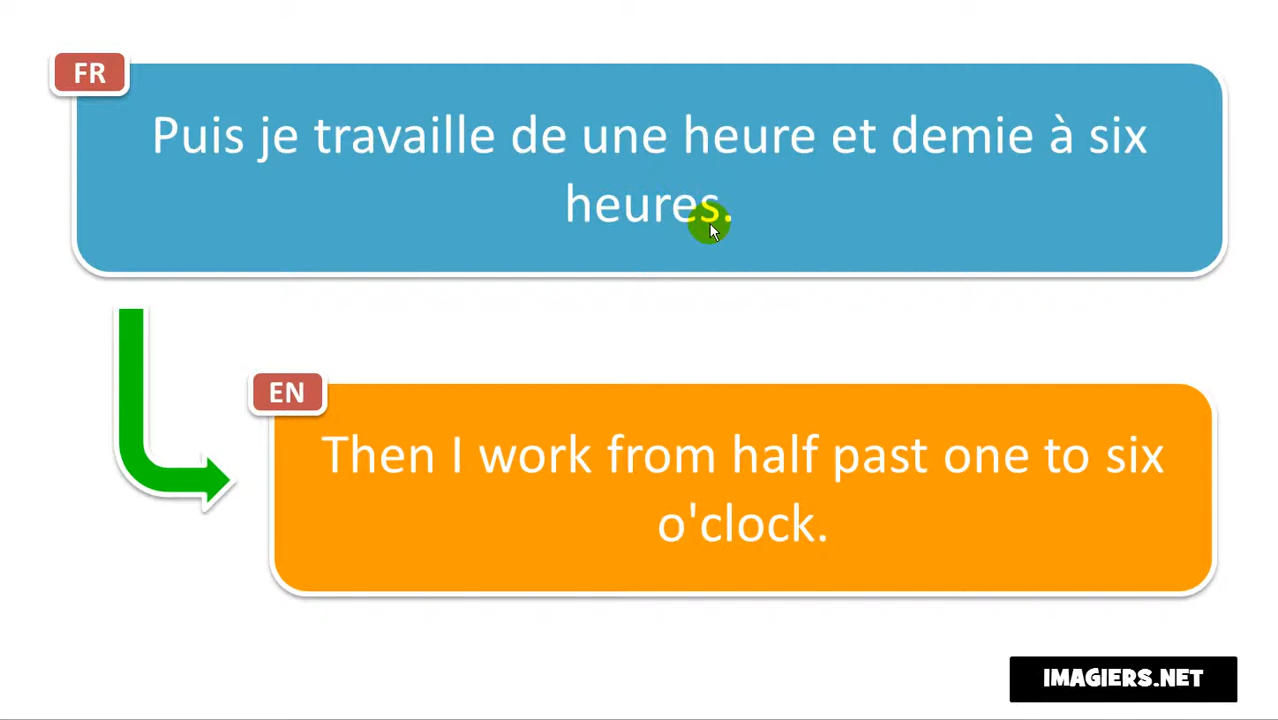 FR
Puis je travaille de une heure et demie à six
heures.
EN
Then I work from half past one to six
o'clock.
IMAGIERS.NET